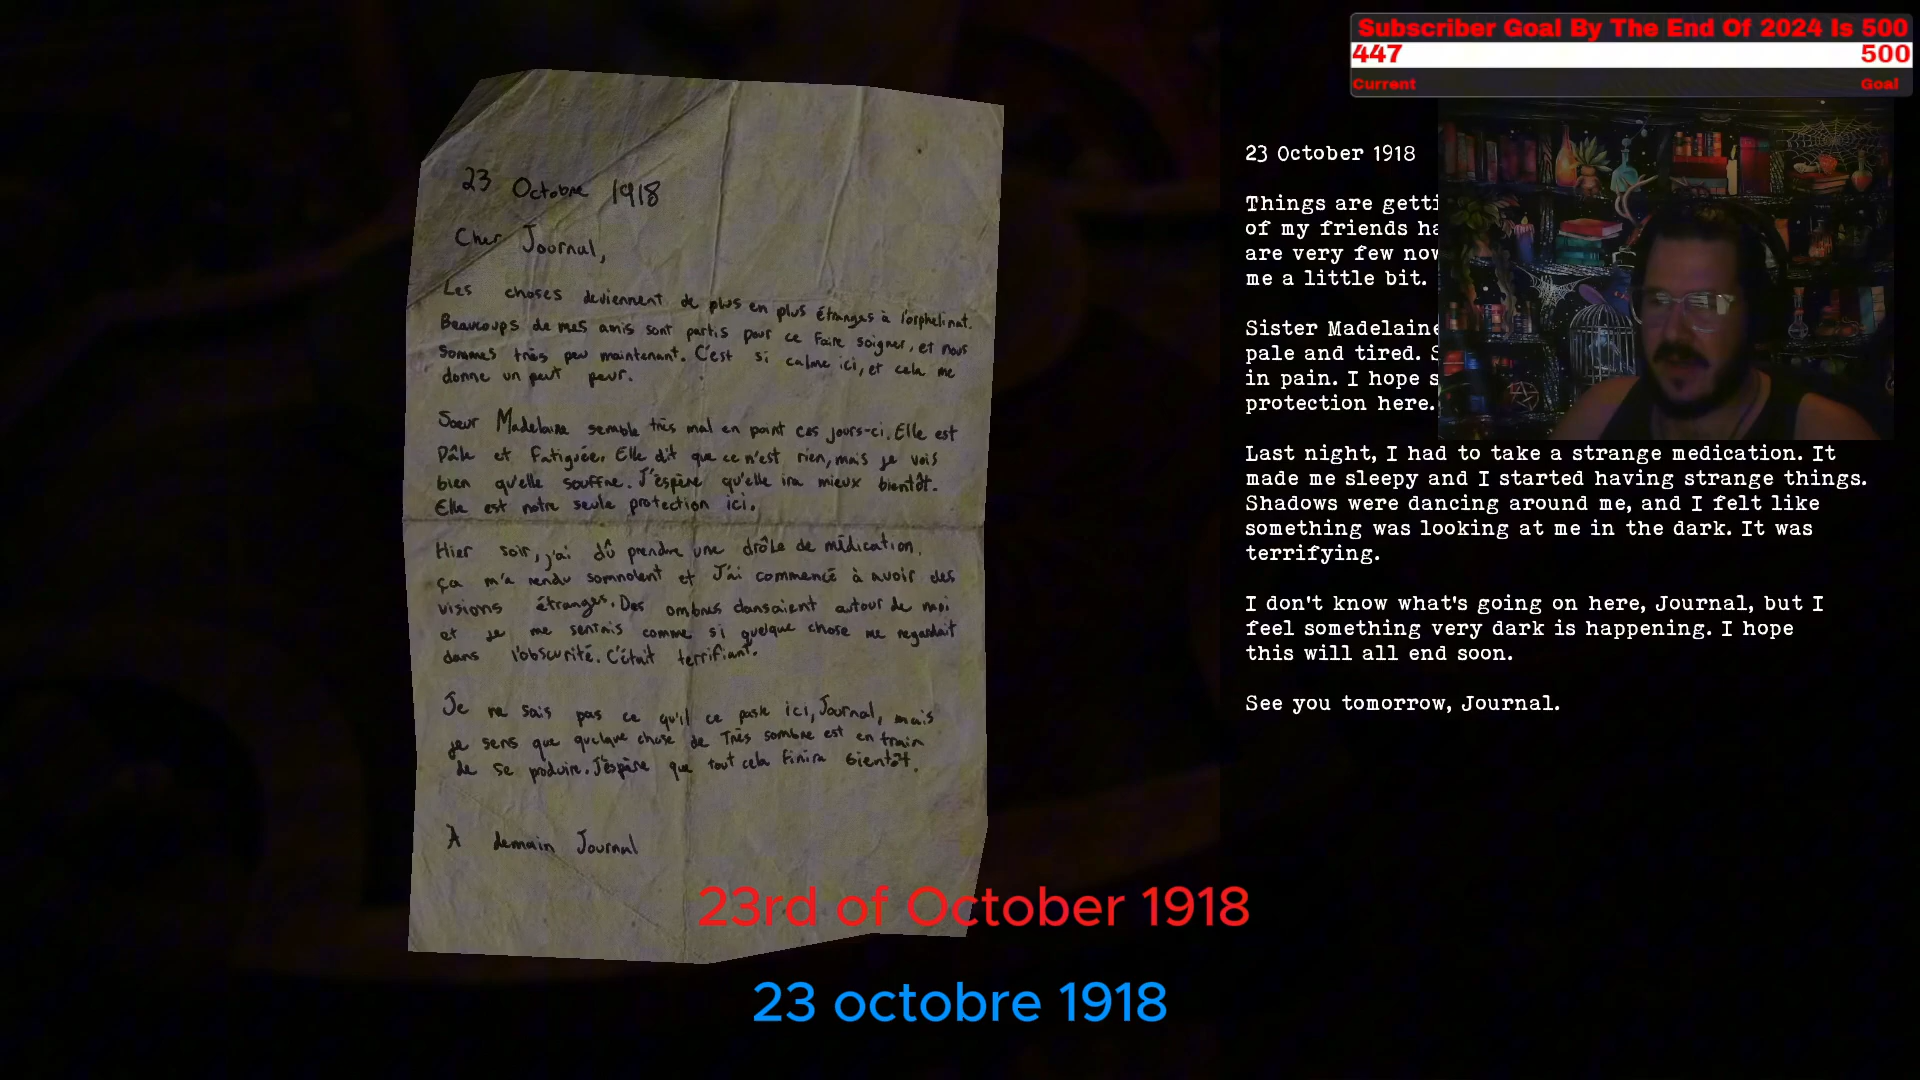 Subscriber Goal By The End Of 2024 Is 500
447 500
Current Goal
23 Octobre 1918
Cher Journal,
Les choses deviennent de plus en plus étranges à l'orphelinat.
Beaucoups de mes amis sont partis pour ce faire soigner, et nous
sommes très peu maintenant. C'est si calme ici, et cela me
donne un peut peur.
Soeur Madelaine semble très mal en point ces jours-ci. Elle est
Pâle et Fatiguée. Elle dit que ce n'est rien, mais je vois
bien qu'elle souffre. J'espère qu'elle ira mieux bientôt.
Elle est notre seule protection ici.
Hier soir, j'ai dû prendre une drôle de médication.
ça m'a rendu somnolent et J'ai commencé à avoir des
visions étranges. Des ombres dansaient autour de moi
et je me sentais comme si quelque chose me regardait
dans l'obscurité. C'était terrifiant.
Je ne sais pas ce qu'il ce passe ici, Journal, mais
je sens que quelque chose de Très sombre est en train
de se produire. J'éspère que tout cela finira bientôt.
À demain Journal
23 October 1918
Things are getti
of my friends ha
are very few now
me a little bit.
Sister Madelaine
pale and tired. S
in pain. I hope s
protection here.
Last night, I had to take a strange medication. It
made me sleepy and I started having strange things.
Shadows were dancing around me, and I felt like
something was looking at me in the dark. It was
terrifying.
I don't know what's going on here, Journal, but I
feel something very dark is happening. I hope
this will all end soon.
See you tomorrow, Journal.
23rd of October 1918
23 octobre 1918